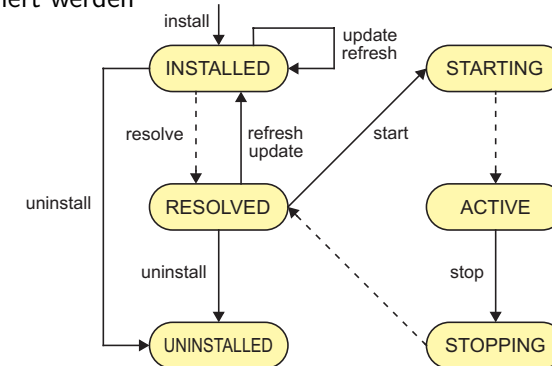 install
update
refresh
INSTALLED
STARTING
resolve
refresh
update
start
uninstall
RESOLVED
ACTIVE
uninstall
stop
UNINSTALLED
STOPPING